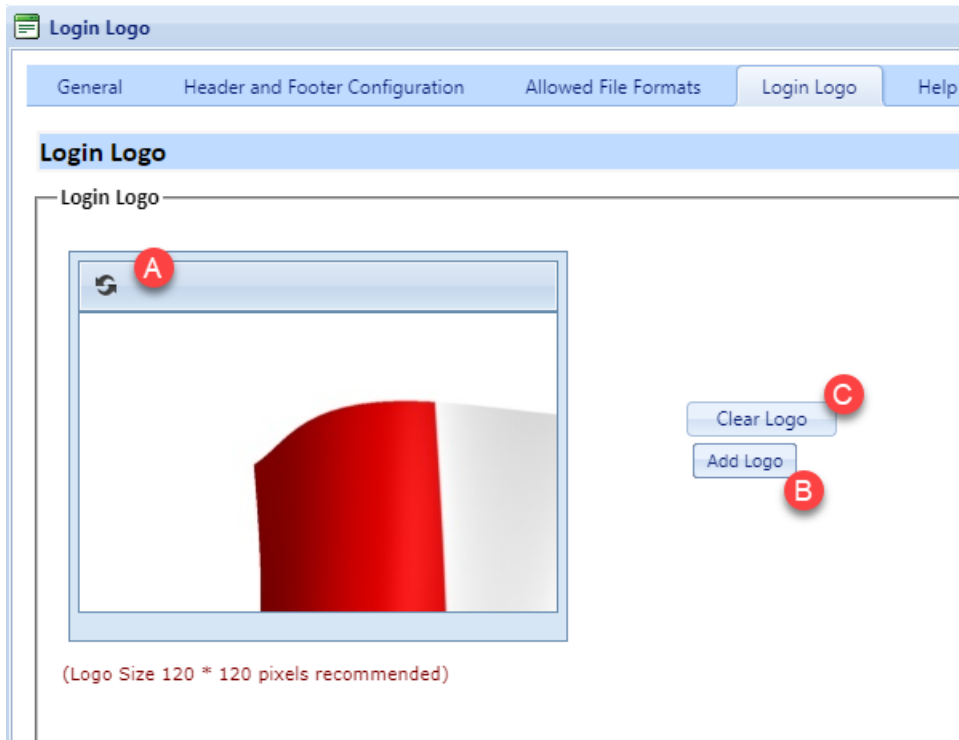 Login Logo
General Header and Footer Configuration Allowed File Formats Login Logo Help
Login Logo
Login Logo
A
C
Clear Logo
Add Logo
B
(Logo Size 120 * 120 pixels recommended)